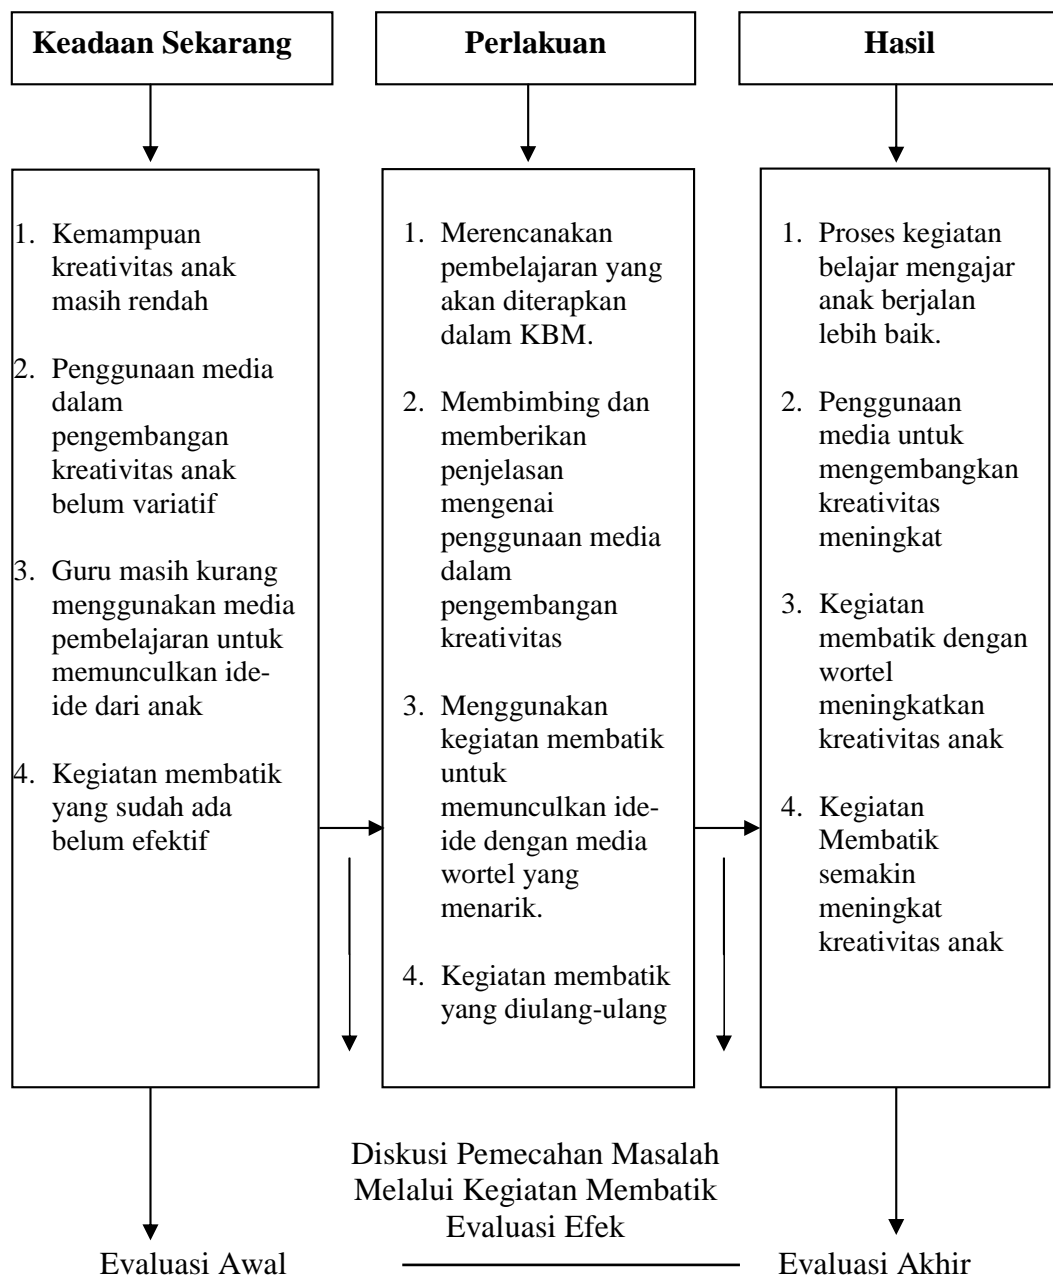 Keadaan Sekarang
Perlakuan
Hasil
1. Kemampuan
kreativitas anak
masih rendah
2. Penggunaan media
dalam
pengembangan
kreativitas anak
belum variatif
3. Guru masih kurang
menggunakan media
pembelajaran untuk
memunculkan ide-
ide dari anak
4. Kegiatan membatik
yang sudah ada
belum efektif
1. Merencanakan
pembelajaran yang
akan diterapkan
dalam KBM.
2. Membimbing dan
memberikan
penjelasan
mengenai
penggunaan media
dalam
pengembangan
kreativitas
3. Menggunakan
kegiatan membatik
untuk
memunculkan ide-
ide dengan media
wortel yang
menarik.
4. Kegiatan membatik
yang diulang-ulang
1. Proses kegiatan
belajar mengajar
anak berjalan
lebih baik.
2. Penggunaan
media untuk
mengembangkan
kreativitas
meningkat
3. Kegiatan
membatik dengan
wortel
meningkatkan
kreativitas anak
4. Kegiatan
Membatik
semakin
meningkat
kreativitas anak
Diskusi Pemecahan Masalah
Melalui Kegiatan Membatik
Evaluasi Efek
Evaluasi Awal
Evaluasi Akhir